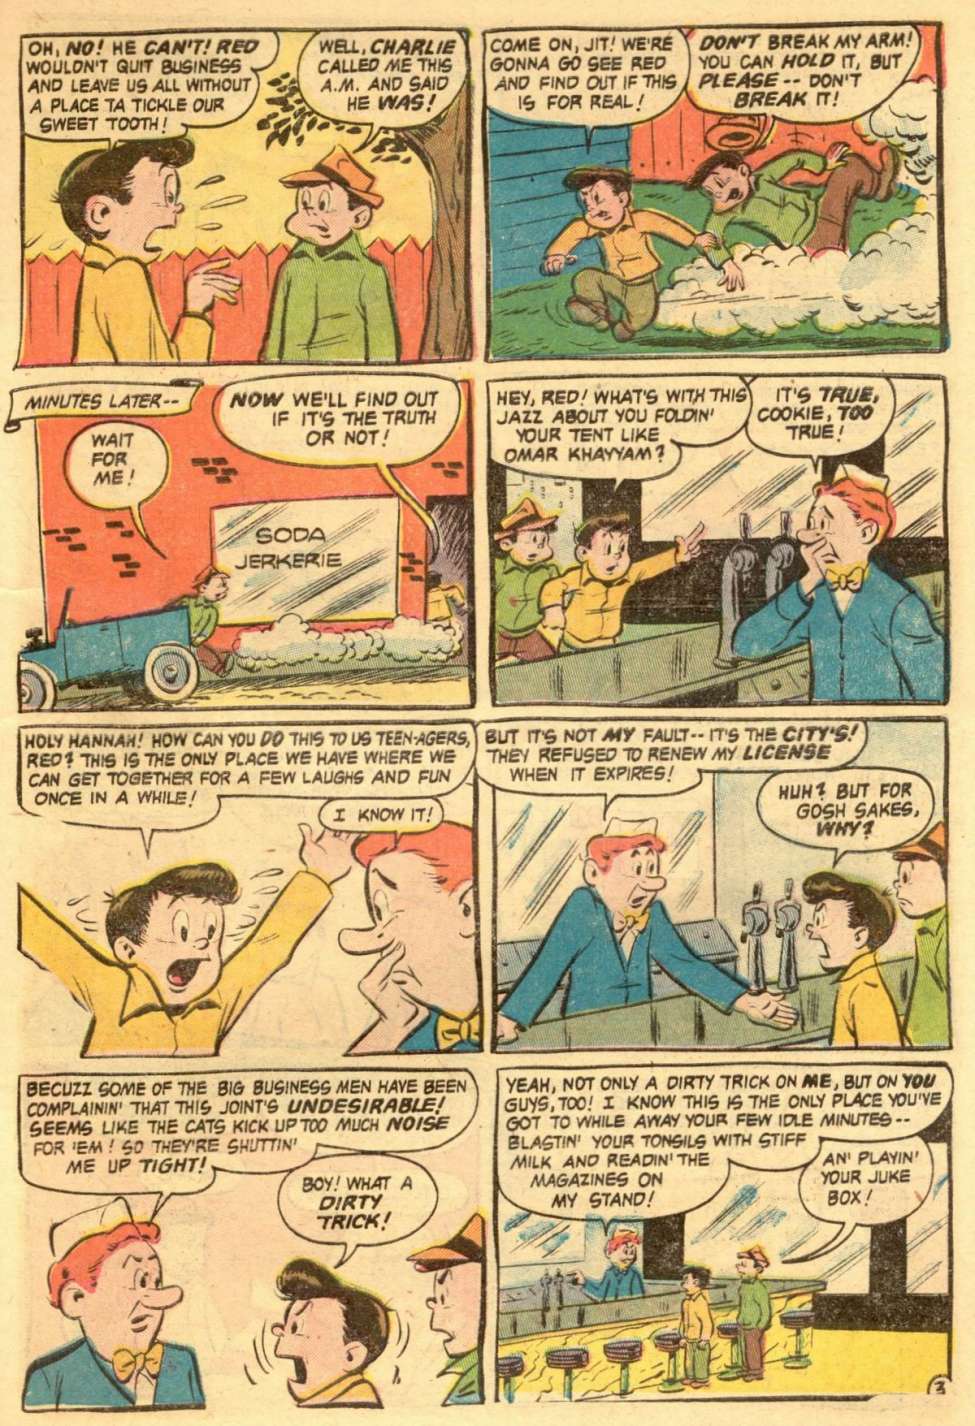 OH, NO! HE CAN'T! RED
WOULDN'T QUIT BUSINESS
AND LEAVE US ALL WITHOUT
A PLACE TA TICKLE OUR
SWEET TOOTH!
WELL, CHARLIE
CALLED ME THIS
A.M. AND SAID
HE WAS!
COME ON, JIT! WE'RE
GONNA GO SEE RED
AND FIND OUT IF THIS
IS FOR REAL!
DON'T BREAK MY ARM!
YOU CAN HOLD IT, BUT
PLEASE-- DON'T
BREAK IT!
MINUTES LATER--
WAIT
FOR
ME!
NOW WE'LL FIND OUT
IF IT'S THE TRUTH
OR NOT!
SODA
JERKERIE
HEY, RED! WHAT'S WITH THIS
JAZZ ABOUT YOU FOLDIN'
YOUR TENT LIKE
OMAR KHAYYAM?
IT'S TRUE,
COOKIE, TOO
TRUE!
HOLY HANNAH! HOW CAN YOU DO THIS TO US TEEN-AGERS,
RED? THIS IS THE ONLY PLACE WE HAVE WHERE WE
CAN GET TOGETHER FOR A FEW LAUGHS AND FUN
ONCE IN A WHILE!
I KNOW IT!
BUT IT'S NOT MY FAULT-- IT'S THE CITY'S!
THEY REFUSED TO RENEW MY LICENSE
WHEN IT EXPIRES!
HUH? BUT FOR
GOSH SAKES,
WHY?
BECUZZ SOME OF THE BIG BUSINESS MEN HAVE BEEN
COMPLAININ' THAT THIS JOINT'S UNDESIRABLE!
SEEMS LIKE THE CATS KICK UP TOO MUCH NOISE
FOR 'EM! SO THEY'RE SHUTTIN'
ME UP TIGHT!
BOY! WHAT A
DIRTY
TRICK!
YEAH, NOT ONLY A DIRTY TRICK ON ME, BUT ON YOU
GUYS, TOO! I KNOW THIS IS THE ONLY PLACE YOU'VE
GOT TO WHILE AWAY YOUR FEW IDLE MINUTES--
BLASTIN' YOUR TONSILS WITH STIFF
MILK AND READIN' THE
MAGAZINES ON
MY STAND!
AN' PLAYIN'
YOUR JUKE
BOX!
3